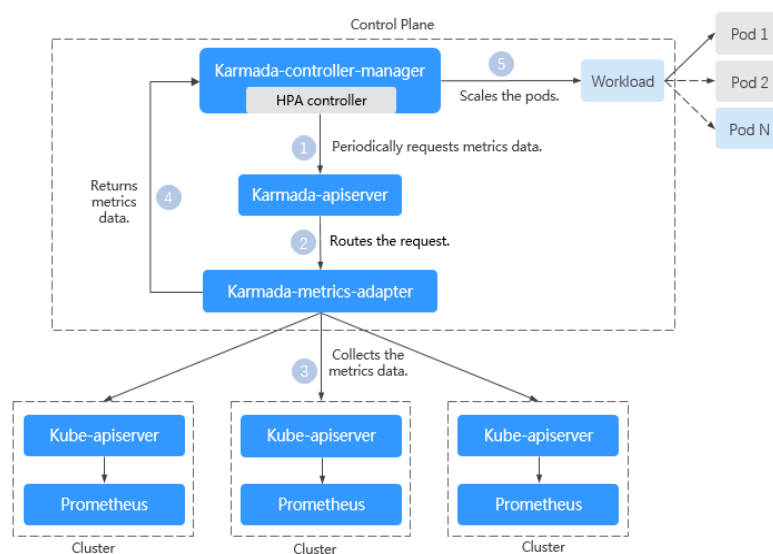 Control Plane
Karmada-controller-manager
HPA controller
5
Scales the pods.
Workload
Pod 1
Pod 2
Pod N
1
Periodically requests metrics data.
Returns
metrics
data.
4
Karmada-apiserver
2
Routes the request.
Karmada-metrics-adapter
3
Collects the
metrics data.
Kube-apiserver
Prometheus
Cluster
Kube-apiserver
Prometheus
Cluster
Kube-apiserver
Prometheus
Cluster